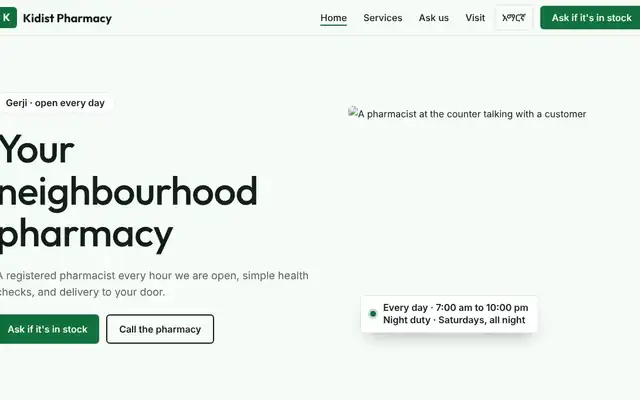 K Kidist Pharmacy
Home Services Ask us Visit አማርኛ Ask if it's in stock
Gerji · open every day
A pharmacist at the counter talking with a customer
Your
neighbourhood
pharmacy
A registered pharmacist every hour we are open, simple health
checks, and delivery to your door.
Every day · 7:00 am to 10:00 pm
Night duty · Saturdays, all night
Ask if it's in stock Call the pharmacy